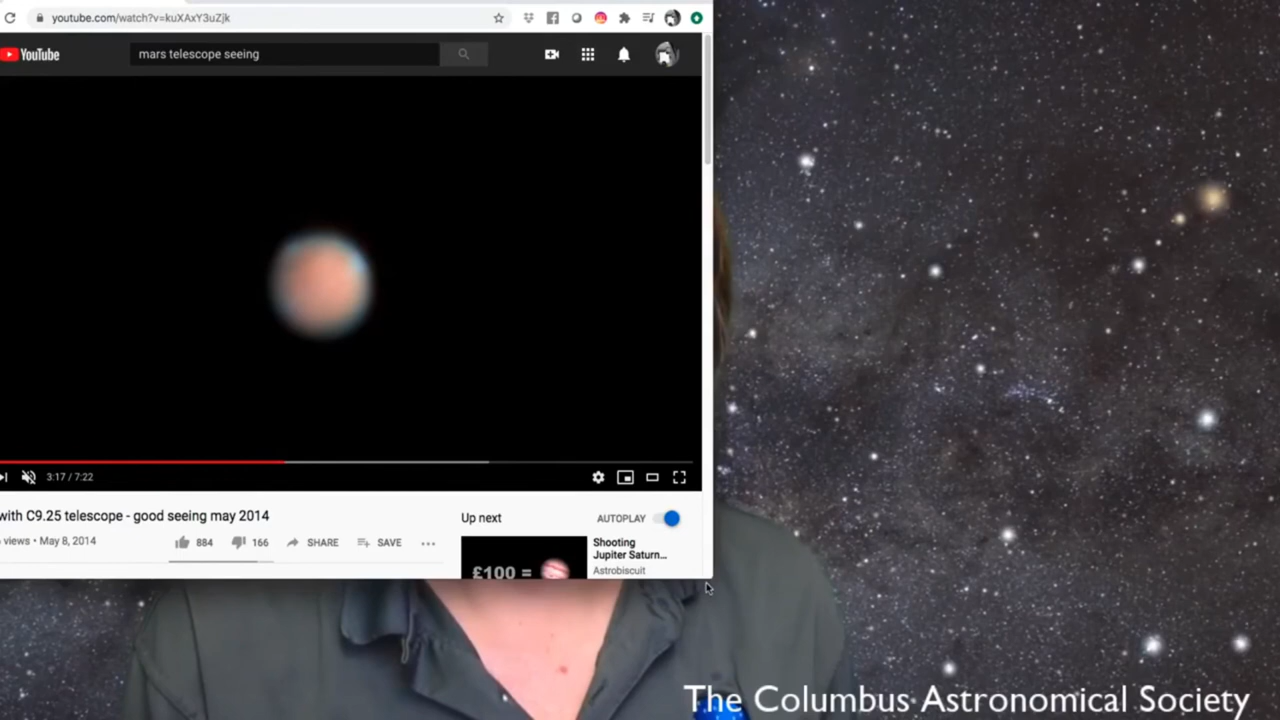 youtube.com/watch?v=kuXAxY3uZjk
YouTube
mars telescope seeing
3:17 / 7:22
with C9.25 telescope - good seeing may 2014
views • May 8, 2014
884
166
SHARE
SAVE
Up next
AUTOPLAY
£100 =
Shooting
Jupiter Saturn...
Astrobiscuit
The Columbus Astronomical Society